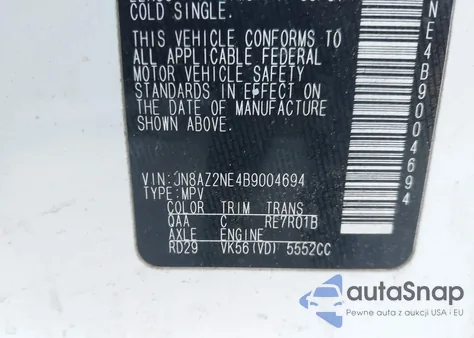 COLD SINGLE.
THIS VEHICLE CONFORMS TO
ALL APPLICABLE FEDERAL
MOTOR VEHICLE SAFETY
STANDARDS IN EFFECT ON
THE DATE OF MANUFACTURE
SHOWN ABOVE.
VIN: JN8AZ2NE4B9004694
TYPE: MPV
COLOR TRIM TRANS
QAA C RE7R01B
AXLE ENGINE
RD29 VK56(VD) 5552CC
NE4B9004694
autoSnap
Pewne auta z aukcji USA i EU